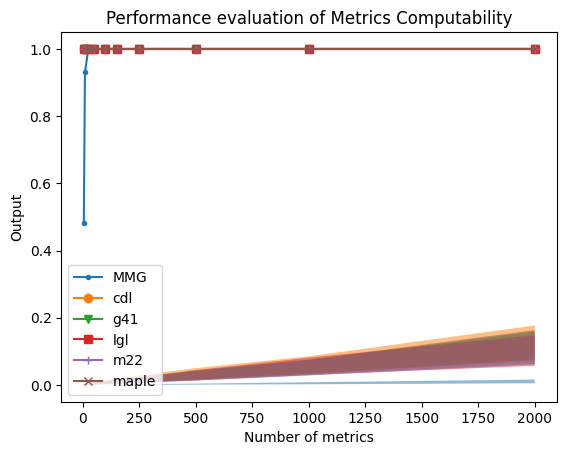 Performance evaluation of Metrics Computability
Output
1.0
0.8
0.6
0.4
0.2
0.0
MMG
cdl
g41
lgl
m22
maple
0 250 500 750 1000 1250 1500 1750 2000
Number of metrics